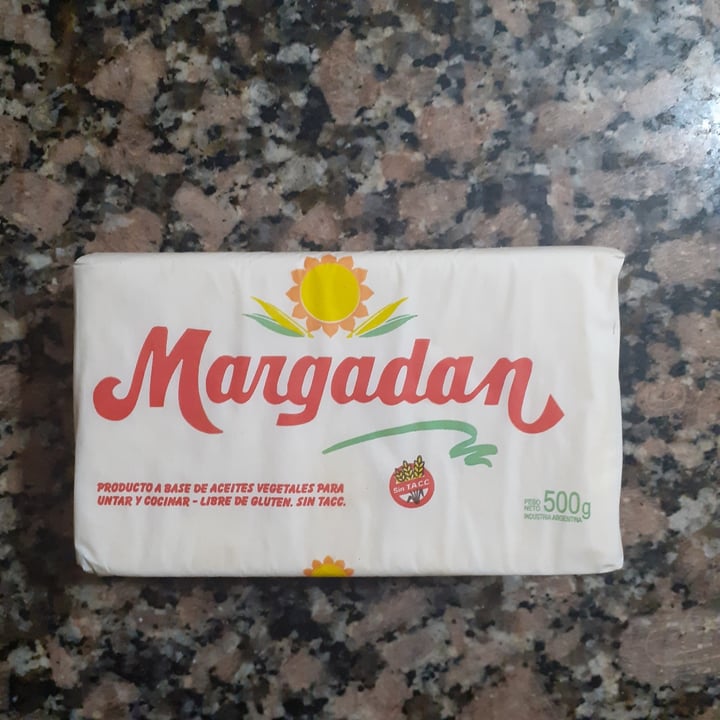 Margadan
PRODUCTO A BASE DE ACEITES VEGETALES PARA
UNTAR Y COCINAR - LIBRE DE GLUTEN. SIN TACC.
Sin T.A.C.C.
PESO
NETO 500g
INDUSTRIA ARGENTINA